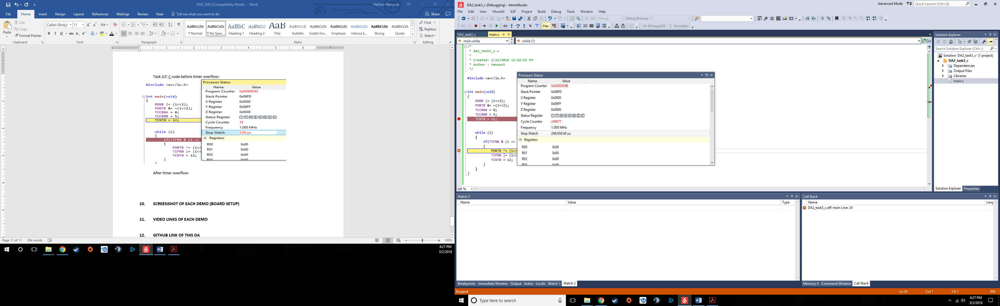 DOC_DA2 [Compatibility Mode] - Word
Nathan Hanuscin
File Home Insert Design Layout References Mailings Review View Tell me what you want to do
Share
Cut
Copy
Format Painter
Paste
Calibri (Body) 11
Find
Replace
Select
AaBbCcDc AaBbCcDc AaBbC AaBbCcI AaB AaBbCcD AaBbCcDc AaBbCcDc AaBbCcDc AaBbCcDc AaBbCcDc
¶ Normal ¶ No Spac... Heading 1 Heading 2 Title Subtitle Subtle Em... Emphasis Intense E... Strong Quote
Clipboard Font Paragraph Styles Editing
Task 3/C C code before timer overflow:
#include <avr/io.h>
int main(void)
{
DDRB |= (1<<2);
PORTB &= ~(1<<2);
TCCR0A = 0;
TCCR0B = 5;
TCNT0 = 12;
while (1)
{
if(TIFR0 & (1 <<
{
PORTB ^= (1<<
TIFR0 |= (1<<
TCNT0 = 12;
}
}
Processor Status
Name Value
Program Counter 0x00000045
Stack Pointer 0x08FD
X Register 0x0000
Y Register 0x08FF
Z Register 0x0000
Status Register I T H S V N Z C
Cycle Counter 19
Frequency 1.000 MHz
Stop Watch 0.00 µs
Registers
R00 0x00
R01 0x00
R02 0x00
R03 0x00
After timer overflow:
10. SCREENSHOT OF EACH DEMO (BOARD SETUP)
11. VIDEO LINKS OF EACH DEMO
12. GITHUB LINK OF THIS DA
Page 11 of 11 284 words
100%
4:27 PM
3/2/2018
DA2_task3_c (Debugging) - AtmelStudio
Advanced Mode 2 Quick Launch (Ctrl+Q)
File Edit View VAssistX ASF Project Build Debug Tools Window Help
Debug Debug Browser
Hex ATmega328 Simulator
DA2_task3_c main.c
main.while while (1) Go
/*
* da2_task3_c.c
*
* Created: 2/22/2018 12:52:53 PM
* Author : hanusn1
*/
#include <avr/io.h>
int main(void)
{
DDRB |= (1<<2);
PORTB &= ~(1<<2);
TCCR0A = 0;
TCCR0B = 5;
TCNT0 = 12;
while (1)
{
if(TIFR0 & (1 <<
{
PORTB ^= (1<<
TIFR0 |= (1<<
TCNT0 = 12;
}
}
}
100 %
Processor Status
Name Value
Program Counter 0x0000004B
Stack Pointer 0x08FD
X Register 0x0000
Y Register 0x08FF
Z Register 0x0000
Status Register I T H S V N Z C
Cycle Counter 249877
Frequency 1.000 MHz
Stop Watch 249,858.00 µs
Registers
R00 0x00
R01 0x00
R02 0x00
R03 0x00
Solution Explorer
Search Solution Explorer (Ctrl+;)
Solution 'DA2_task3_c' (1 project)
DA2_task3_c
Dependencies
Output Files
Libraries
main.c
Solution Explorer Properties
Watch 2
Name Value Type
Call Stack
Name Lang
DA2_task3_c.elf! main Line: 24
Breakpoints Immediate Window Output Autos Locals Watch 1 Watch 2
Memory 4 Command Window Call Stack
Stopped Ln 24 Col 1 Ch 1 INS
Type here to search
4:27 PM
3/2/2018